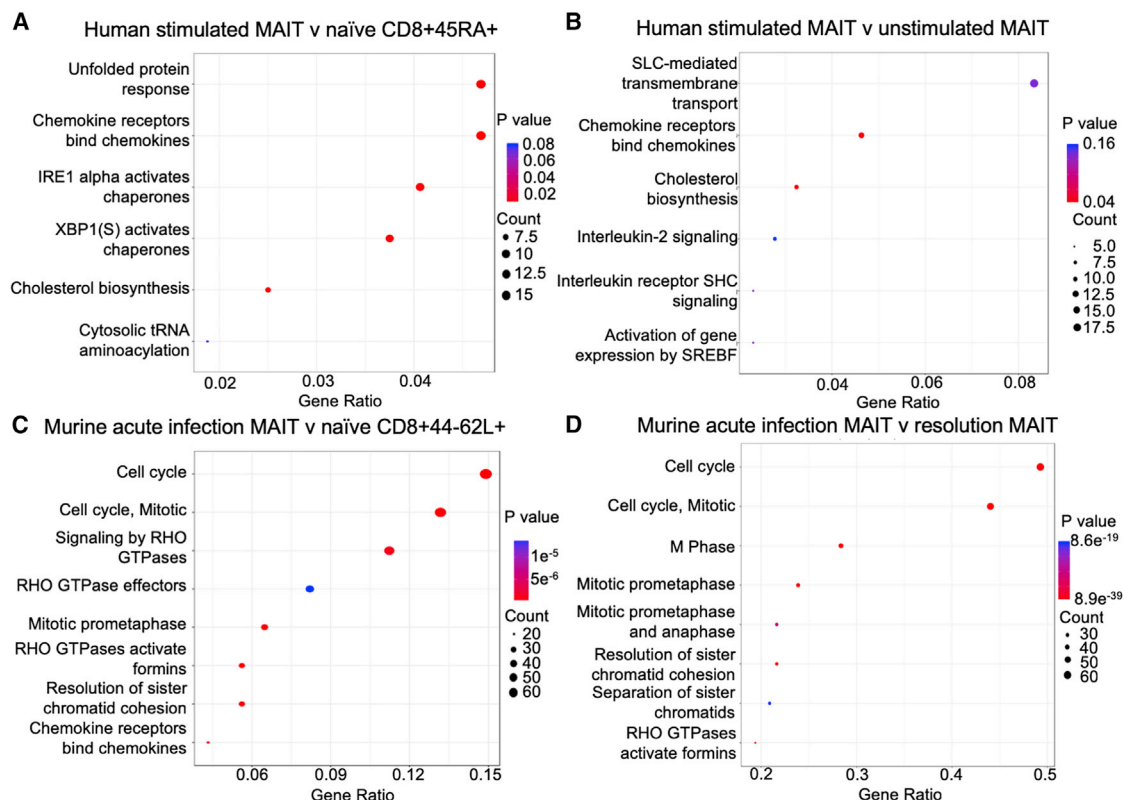 A
Human stimulated MAIT v naïve CD8+45RA+
Unfolded protein
response
Chemokine receptors
bind chemokines
IRE1 alpha activates
chaperones
XBP1(S) activates
chaperones
Cholesterol biosynthesis
Cytosolic tRNA
aminoacylation
0.02 0.03 0.04
Gene Ratio
P value
0.08
0.06
0.04
0.02
Count
7.5
10
12.5
15
B
Human stimulated MAIT v unstimulated MAIT
SLC-mediated
transmembrane
transport
Chemokine receptors
bind chemokines
Cholesterol
biosynthesis
Interleukin-2 signaling
Interleukin receptor SHC
signaling
Activation of gene
expression by SREBF
0.04 0.06 0.08
Gene Ratio
P value
0.16
0.04
Count
5.0
7.5
10.0
12.5
15.0
17.5
C
Murine acute infection MAIT v naïve CD8+44-62L+
Cell cycle
Cell cycle, Mitotic
Signaling by RHO
GTPases
RHO GTPase effectors
Mitotic prometaphase
RHO GTPases activate
formins
Resolution of sister
chromatid cohesion
Chemokine receptors
bind chemokines
0.06 0.09 0.12 0.15
Gene Ratio
P value
1e⁻⁵
5e⁻⁶
Count
20
30
40
50
60
D
Murine acute infection MAIT v resolution MAIT
Cell cycle
Cell cycle, Mitotic
M Phase
Mitotic prometaphase
Mitotic prometaphase
and anaphase
Resolution of sister
chromatid cohesion
Separation of sister
chromatids
RHO GTPases
activate formins
0.2 0.3 0.4 0.5
Gene Ratio
P value
8.6e⁻¹⁹
8.9e⁻³⁹
Count
30
40
50
60